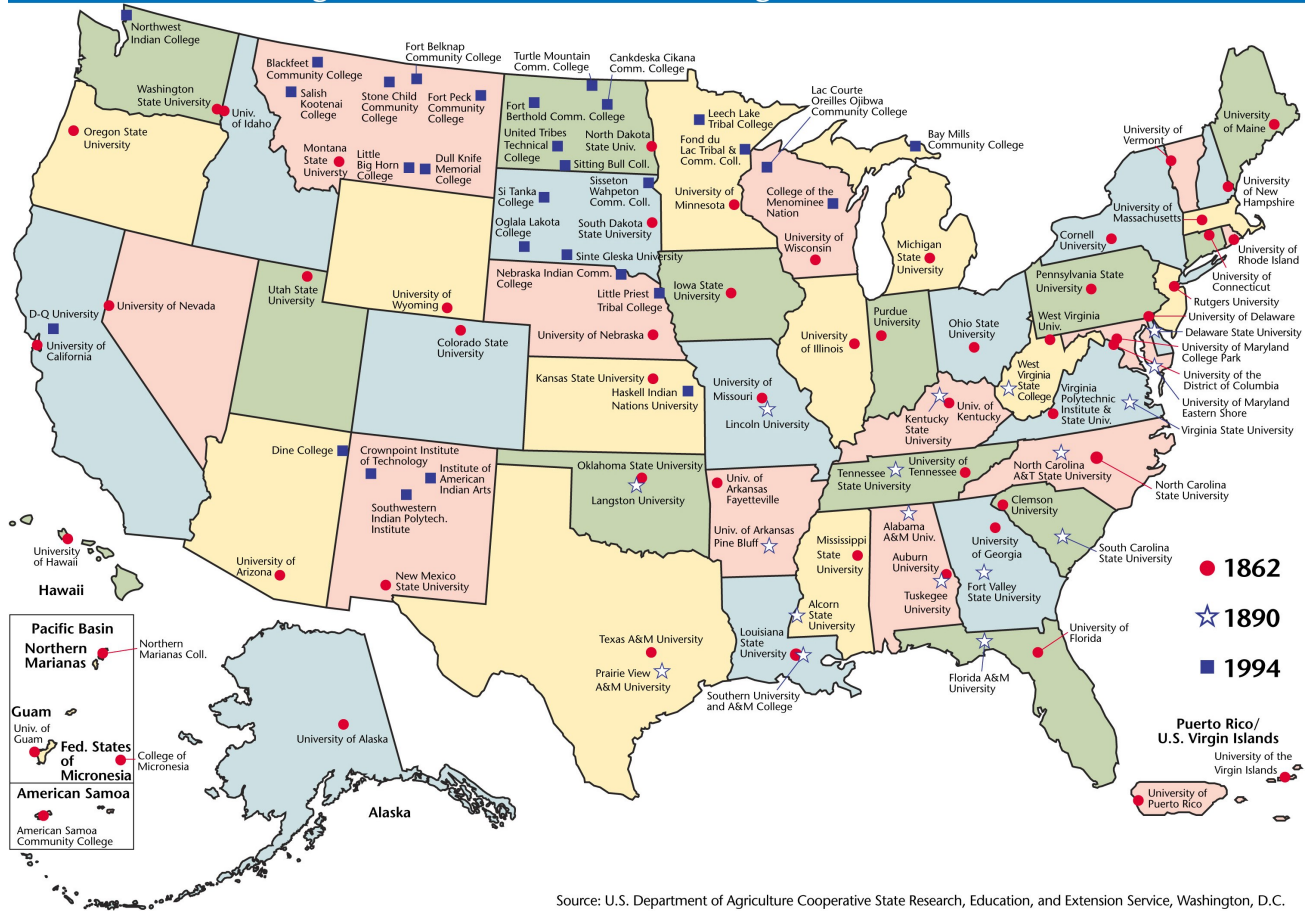 Northwest
Indian College
Washington
State University
Univ.
of Idaho
Oregon State
University
Blackfeet
Community College
Salish
Kootenai
College
Fort Belknap
Community College
Stone Child
Community
College
Fort Peck
Community
College
Montana
State
Universty
Little
Big Horn
College
Dull Knife
Memorial
College
Turtle Mountain
Comm. College
Cankdeska Cikana
Comm. College
Fort
Berthold Comm. College
United Tribes
Technical
College
North Dakota
State Univ.
Sitting Bull Coll.
Si Tanka
College
Sisseton
Wahpeton
Comm. Coll.
Oglala Lakota
College
South Dakota
State University
Sinte Gleska University
Leech Lake
Tribal College
Fond du
Lac Tribal &
Comm. Coll.
University of
Minnesota
Lac Courte
Oreilles Ojibwa
Community College
Bay Mills
Community College
College of the
Menominee
Nation
University of
Wisconsin
Michigan
State
University
University of
Vermont
University
of Maine
University
of New
Hampshire
University of
Massachusetts
Cornell
University
University of
Rhode Island
University of
Connecticut
Pennsylvania State
University
Rutgers University
University of Delaware
Delaware State University
University of Maryland
College Park
University of the
District of Columbia
University of Maryland
Eastern Shore
Virginia State University
West Virginia
Univ.
West
Virginia
State
College
Virginia
Polytechnic
Institute &
State Univ.
Ohio State
University
Purdue
University
University
of Illinois
Iowa State
University
Nebraska Indian Comm.
College
Little Priest
Tribal College
University of Nebraska
University of
Wyoming
Colorado State
University
Utah State
University
University of Nevada
D-Q University
University of
California
Kansas State University
Haskell Indian
Nations University
University of
Missouri
Lincoln University
Kentucky
State
University
Univ. of
Kentucky
Tennessee
State University
University of
Tennessee
North Carolina
A&T State University
North Carolina
State University
Clemson
University
South Carolina
State University
University
of Georgia
Fort Valley
State University
Alabama
A&M Univ.
Auburn
University
Tuskegee
University
Mississippi
State
University
Alcorn
State
University
Univ. of
Arkansas
Fayetteville
Univ. of Arkansas
Pine Bluff
Oklahoma State University
Langston University
Dine College
Crownpoint Institute
of Technology
Institute of
American
Indian Arts
Southwestern
Indian Polytech.
Institute
University of
Arizona
New Mexico
State University
Texas A&M University
Prairie View
A&M University
Louisiana
State
University
Southern University
and A&M College
Florida A&M
University
University of
Florida
University
of Hawaii
Hawaii
Pacific Basin
Northern
Marianas
Northern
Marianas Coll.
Guam
Univ. of
Guam
Fed. States
of
Micronesia
College of
Micronesia
American Samoa
American Samoa
Community College
University of Alaska
Alaska
1862
1890
1994
Puerto Rico/
U.S. Virgin Islands
University of the
Virgin Islands
University of
Puerto Rico
Source: U.S. Department of Agriculture Cooperative State Research, Education, and Extension Service, Washington, D.C.